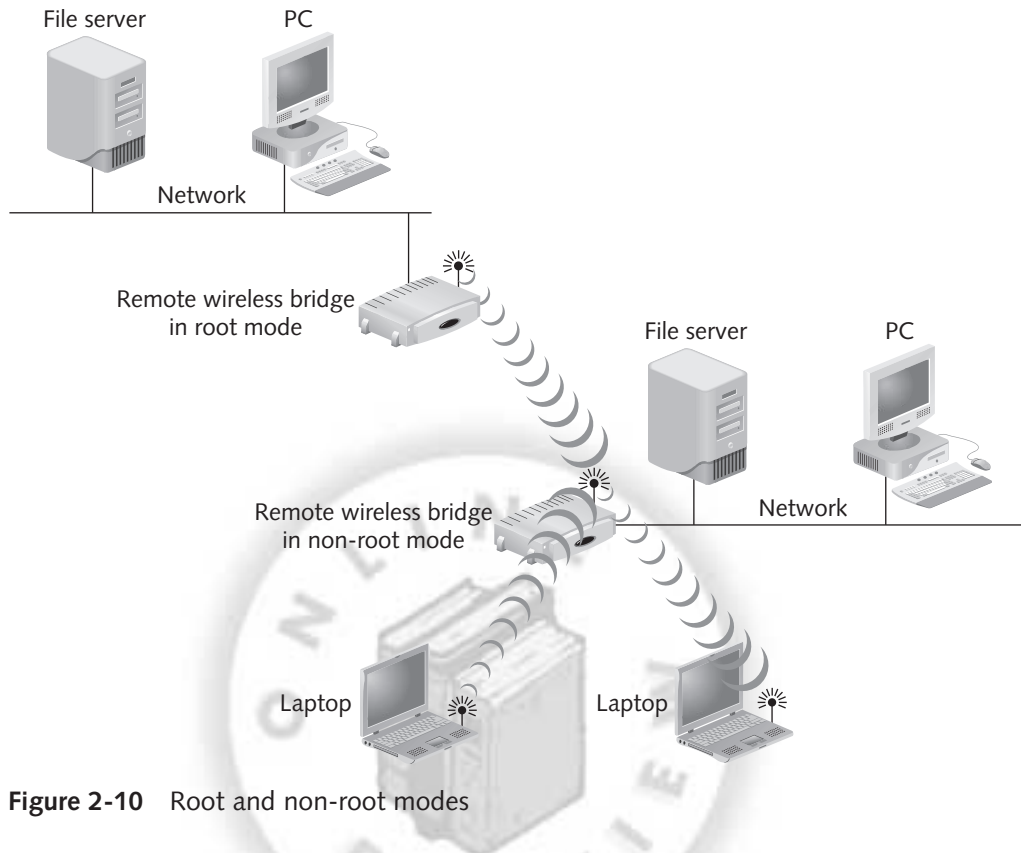 File server
PC
Network
Remote wireless bridge
in root mode
File server
PC
Remote wireless bridge
in non-root mode
Network
Laptop
Laptop
Figure 2-10 Root and non-root modes